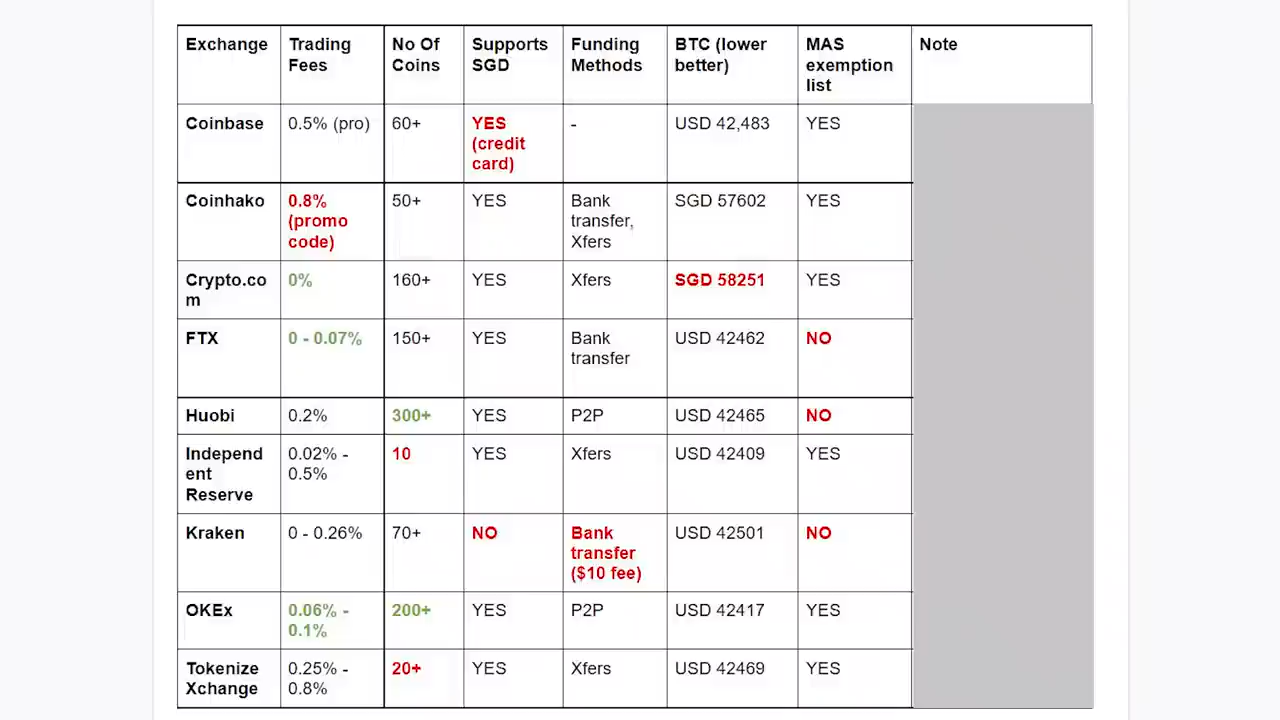 Exchange
Trading
Fees
No Of
Coins
Supports
SGD
Funding
Methods
BTC (lower
better)
MAS
exemption
list
Note
Coinbase
0.5% (pro)
60+
YES
(credit
card)
-
USD 42,483
YES
Coinhako
0.8%
(promo
code)
50+
YES
Bank
transfer,
Xfers
SGD 57602
YES
Crypto.co
m
0%
160+
YES
Xfers
SGD 58251
YES
FTX
0 - 0.07%
150+
YES
Bank
transfer
USD 42462
NO
Huobi
0.2%
300+
YES
P2P
USD 42465
NO
Independ
ent
Reserve
0.02% -
0.5%
10
YES
Xfers
USD 42409
YES
Kraken
0 - 0.26%
70+
NO
Bank
transfer
($10 fee)
USD 42501
NO
OKEx
0.06% -
0.1%
200+
YES
P2P
USD 42417
YES
Tokenize
Xchange
0.25% -
0.8%
20+
YES
Xfers
USD 42469
YES